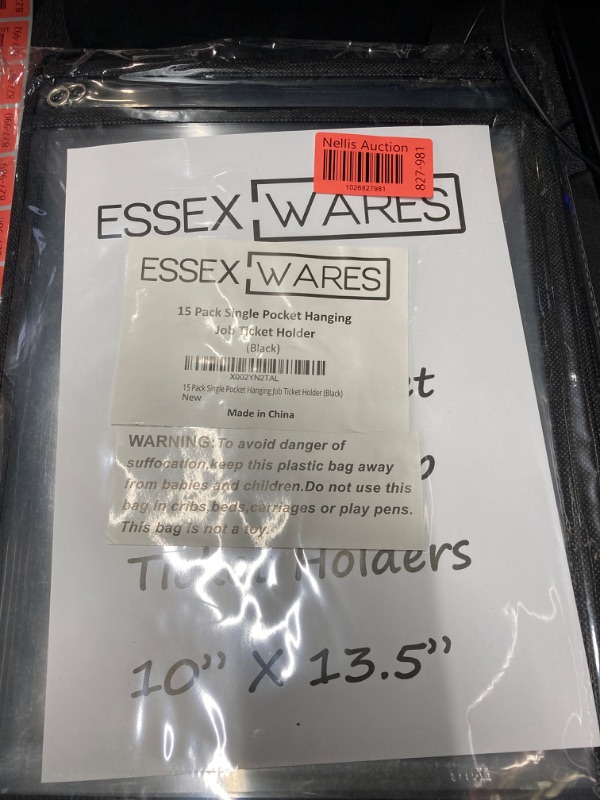 Nellis Auction
1026827981
827-981
ESSEX WARES
ESSEX WARES
15 Pack Single Pocket Hanging
Job Ticket Holder
(Black)
X002YN2TAL
15 Pack Single Pocket Hanging Job Ticket Holder (Black)
New
Made in China
WARNING:To avoid danger of
suffocation,keep this plastic bag away
from babies and children.Do not use this
bag in cribs,beds,carriages or play pens.
This bag is not a toy.
Ticket Holders
10” X 13.5”
827-990